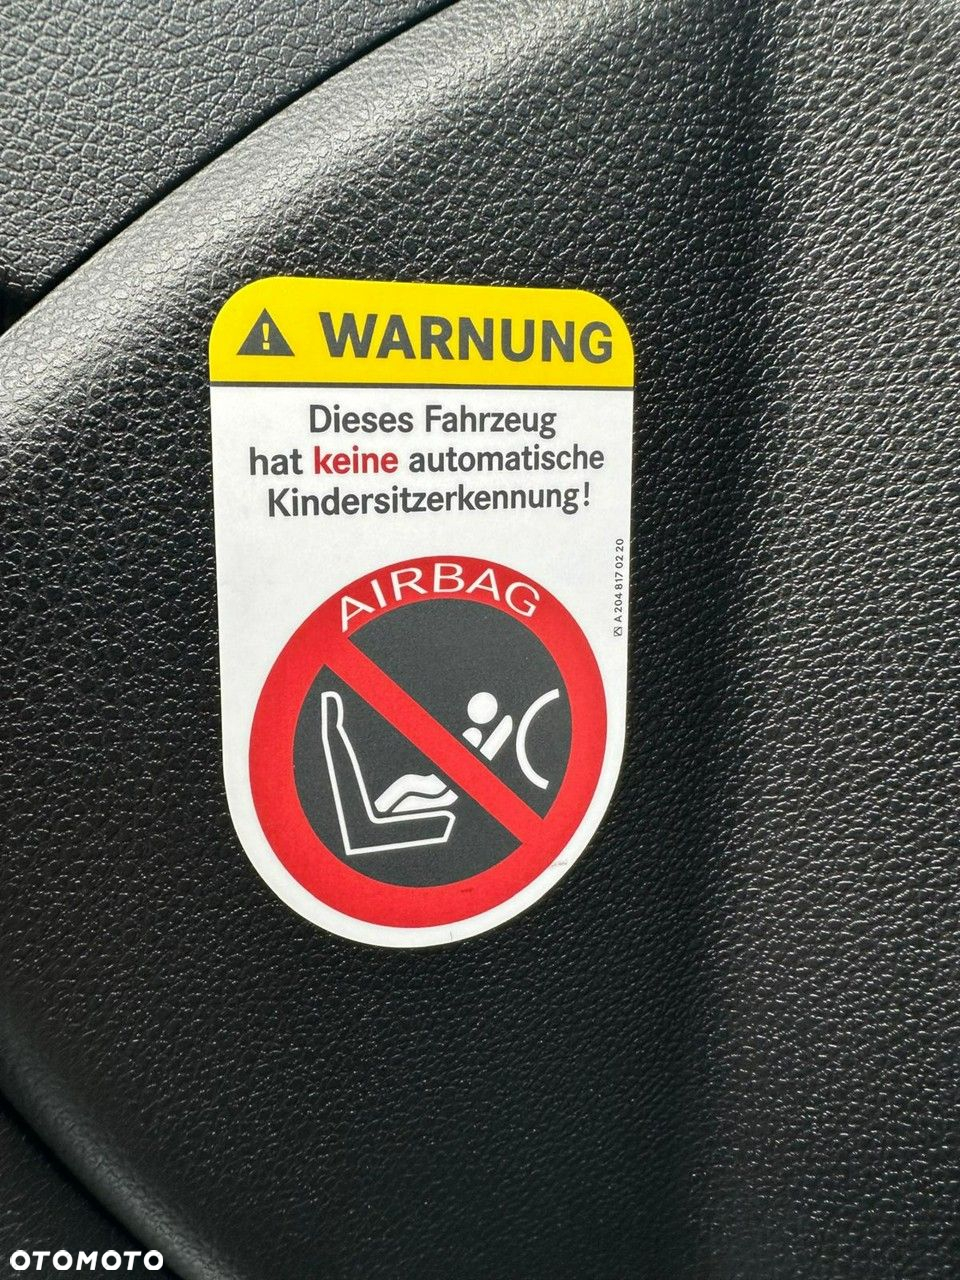 WARNUNG
Dieses Fahrzeug
hat keine automatische
Kindersitzerkennung!
AIRBAG
A 204 817 02 20
OTOMOTO